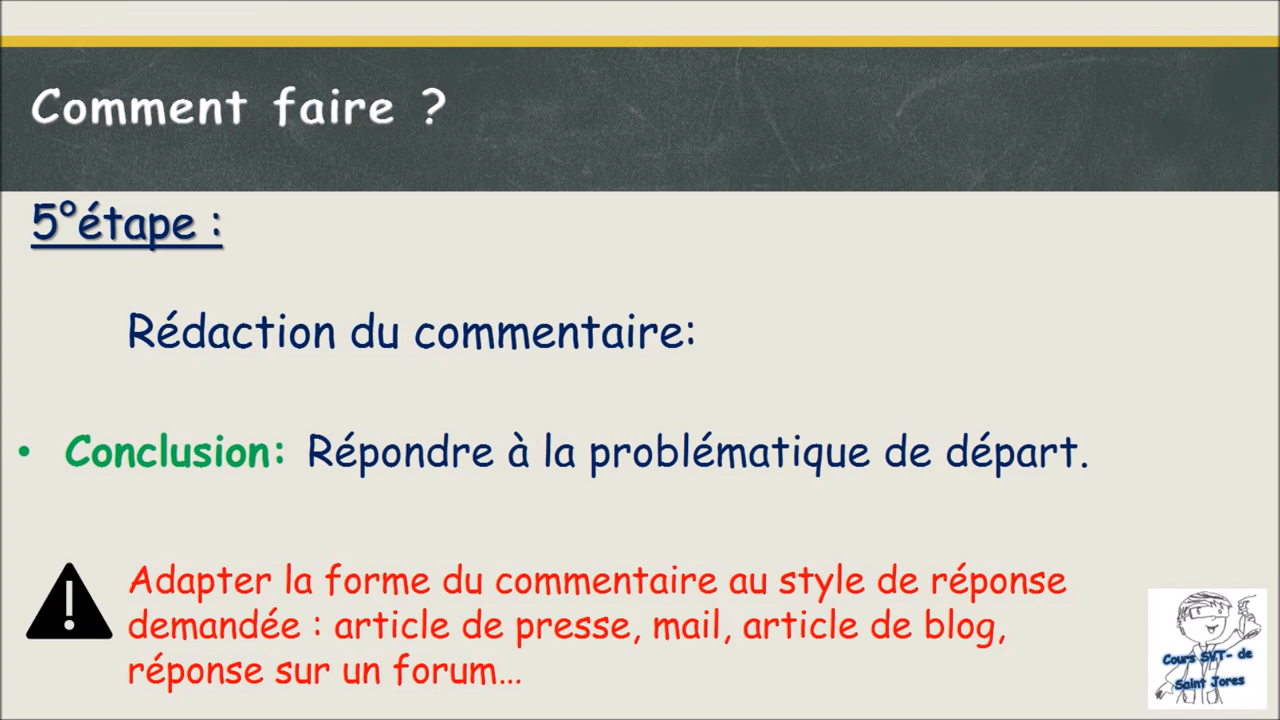 Comment faire ?
5°étape :
Rédaction du commentaire:
• Conclusion: Répondre à la problématique de départ.
Adapter la forme du commentaire au style de réponse
demandée : article de presse, mail, article de blog,
réponse sur un forum…
Cours SVT- de
Saint Jores